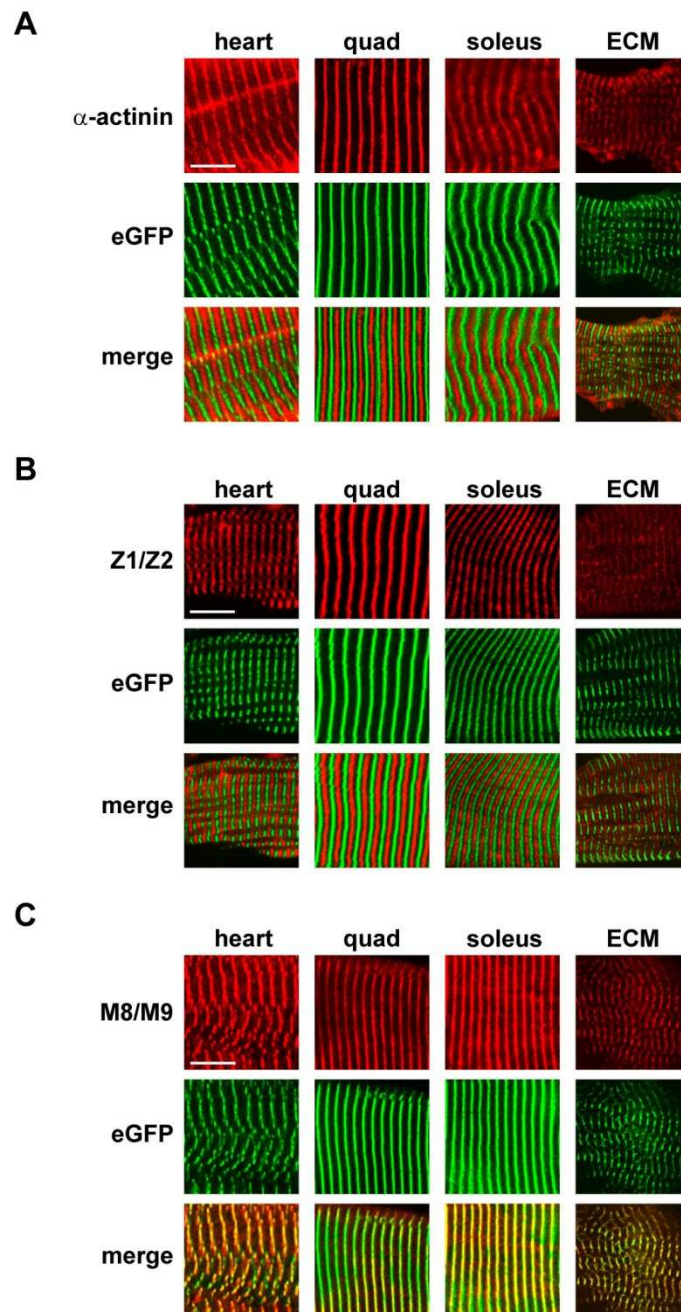 A
heart quad soleus ECM
α-actinin
eGFP
merge
B
heart quad soleus ECM
Z1/Z2
eGFP
merge
C
heart quad soleus ECM
M8/M9
eGFP
merge